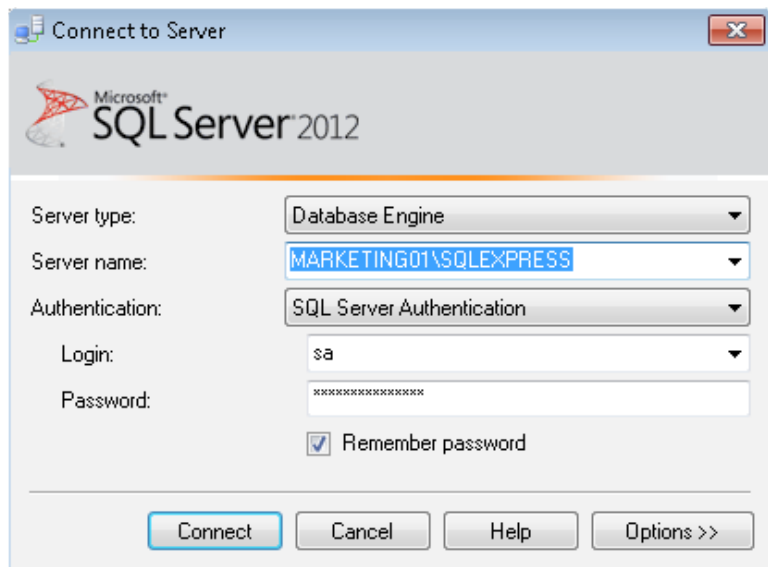 Connect to Server
Microsoft®
SQL Server® 2012
Server type: Database Engine
Server name: MARKETING01\SQLEXPRESS
Authentication: SQL Server Authentication
Login: sa
Password: ***************
Remember password
Connect Cancel Help Options >>